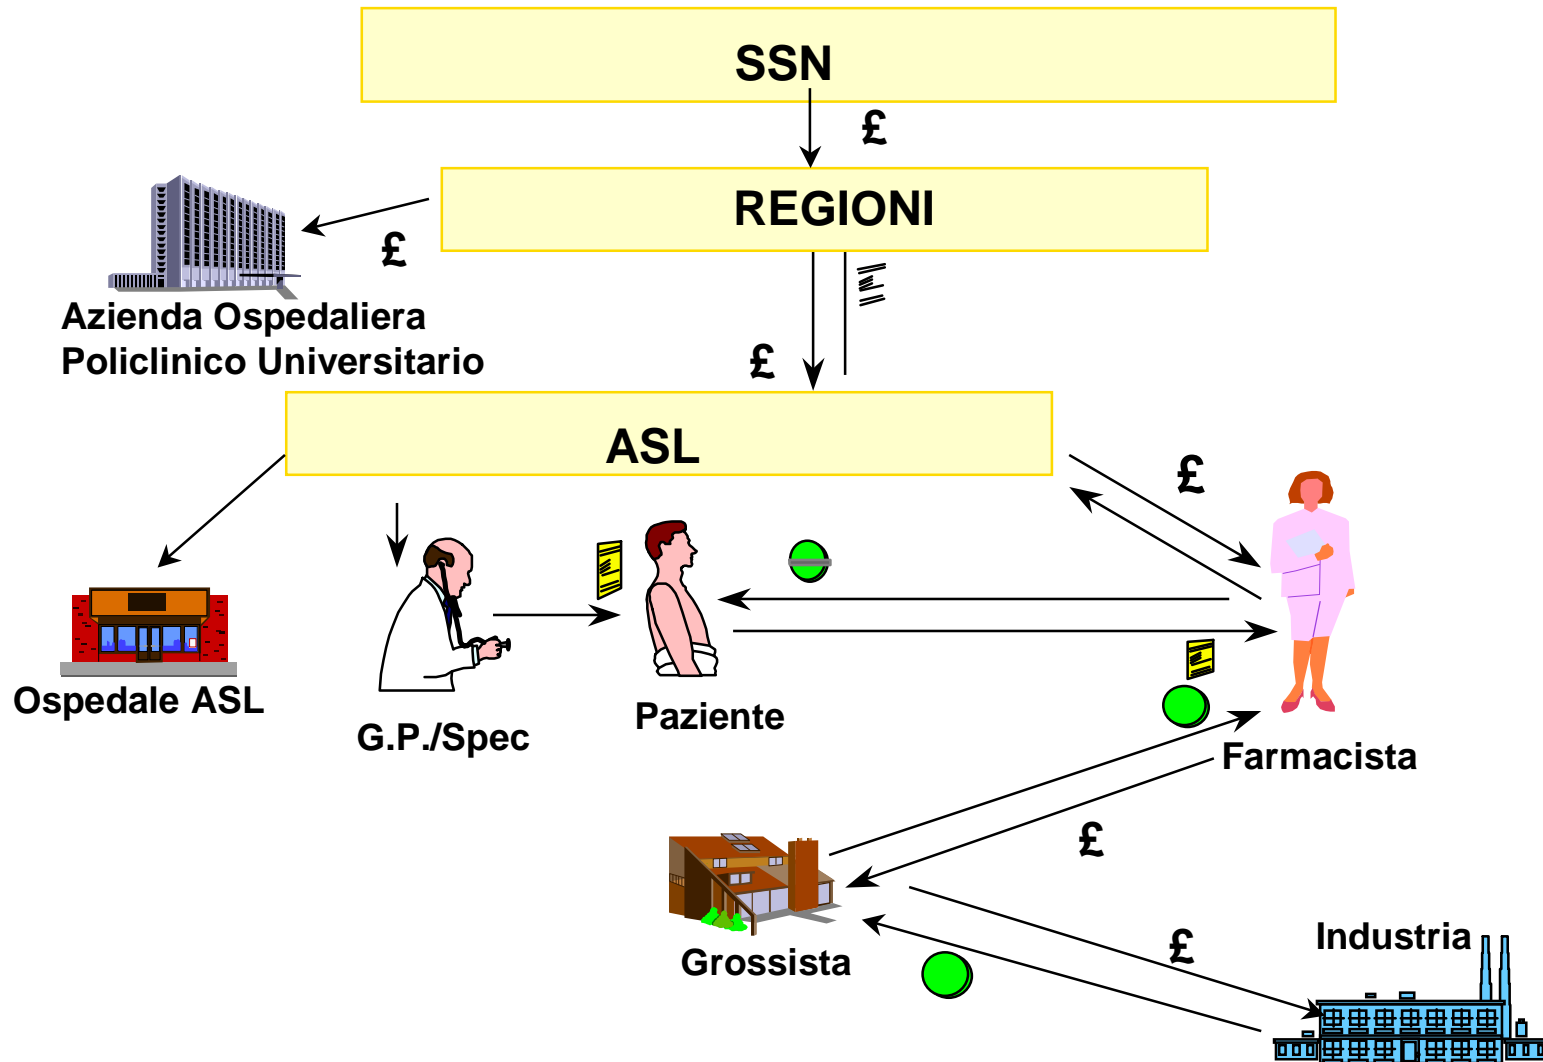 SSN
£
REGIONI
£
Azienda Ospedaliera
Policlinico Universitario
£
ASL
£
Ospedale ASL
G.P./Spec
Paziente
Farmacista
£
Grossista
£
Industria